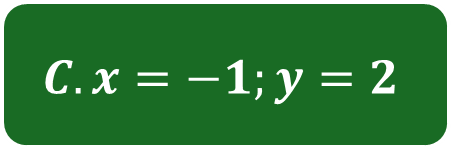 C. x = −1; y = 2